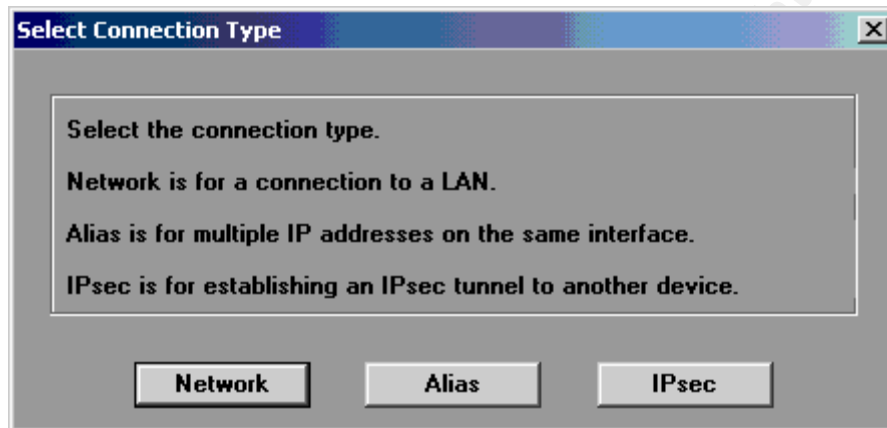 Select Connection Type
Select the connection type.
Network is for a connection to a LAN.
Alias is for multiple IP addresses on the same interface.
IPsec is for establishing an IPsec tunnel to another device.
Network Alias IPsec